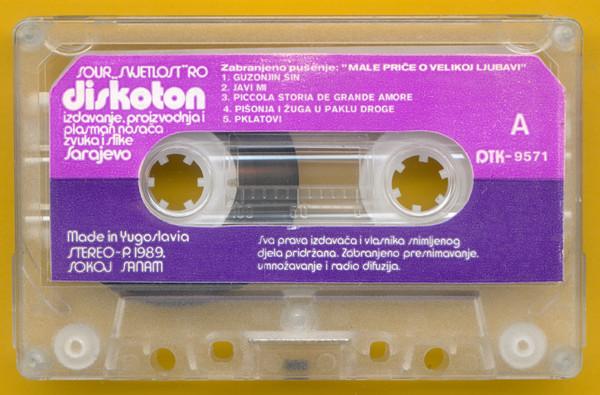 SOUR „SVJETLOST” RO
diskoton
izdavanje, proizvodnja i
plasman nosača
zvuka i slike
Sarajevo
Zabranjeno pušenje: "MALE PRIČE O VELIKOJ LJUBAVI"
1. GUZONJIN SIN
2. JAVI MI
3. PICCOLA STORIA DE GRANDE AMORE
4. PIŠONJA I ŽUGA U PAKLU DROGE
5. PKLATOVI
A
DTK-9571
Made in Yugoslavia
STEREO-P. 1989.
SOKOJ SANAM
Sva prava izdavača i vlasnika snimljenog
djela pridržana. Zabranjeno presnimavanje,
umnožavanje i radio difuzija.